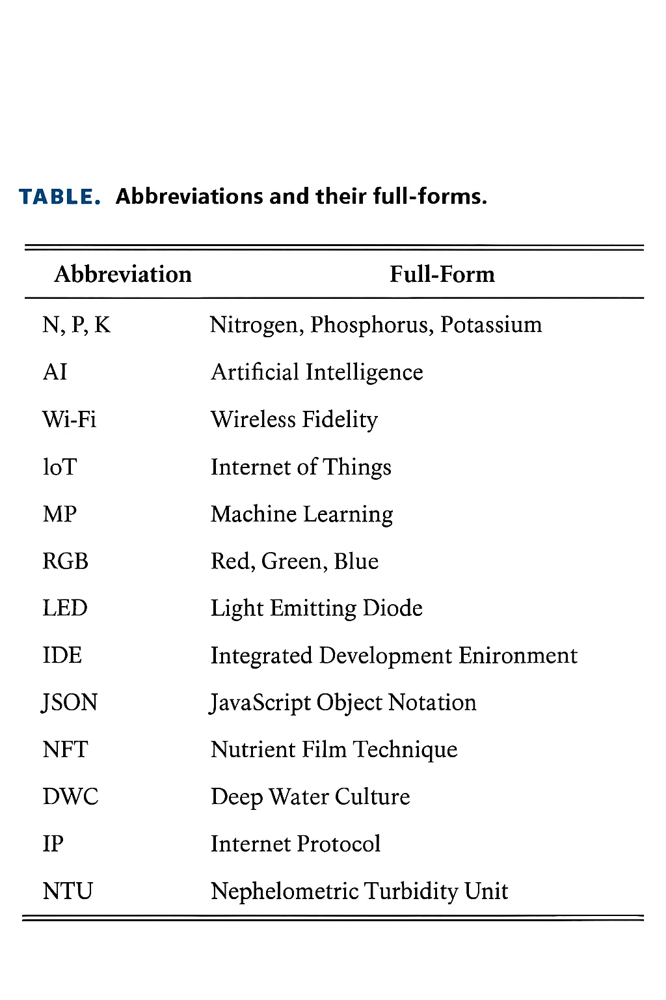 TABLE. Abbreviations and their full-forms.
Abbreviation Full-Form
N, P, K Nitrogen, Phosphorus, Potassium
AI Artificial Intelligence
Wi-Fi Wireless Fidelity
loT Internet of Things
MP Machine Learning
RGB Red, Green, Blue
LED Light Emitting Diode
IDE Integrated Development Enironment
JSON JavaScript Object Notation
NFT Nutrient Film Technique
DWC Deep Water Culture
IP Internet Protocol
NTU Nephelometric Turbidity Unit